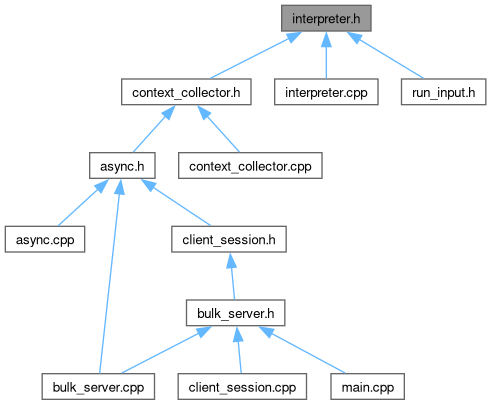 interpreter.h
context_collector.h
interpreter.cpp
run_input.h
async.h
context_collector.cpp
async.cpp
client_session.h
bulk_server.h
bulk_server.cpp
client_session.cpp
main.cpp